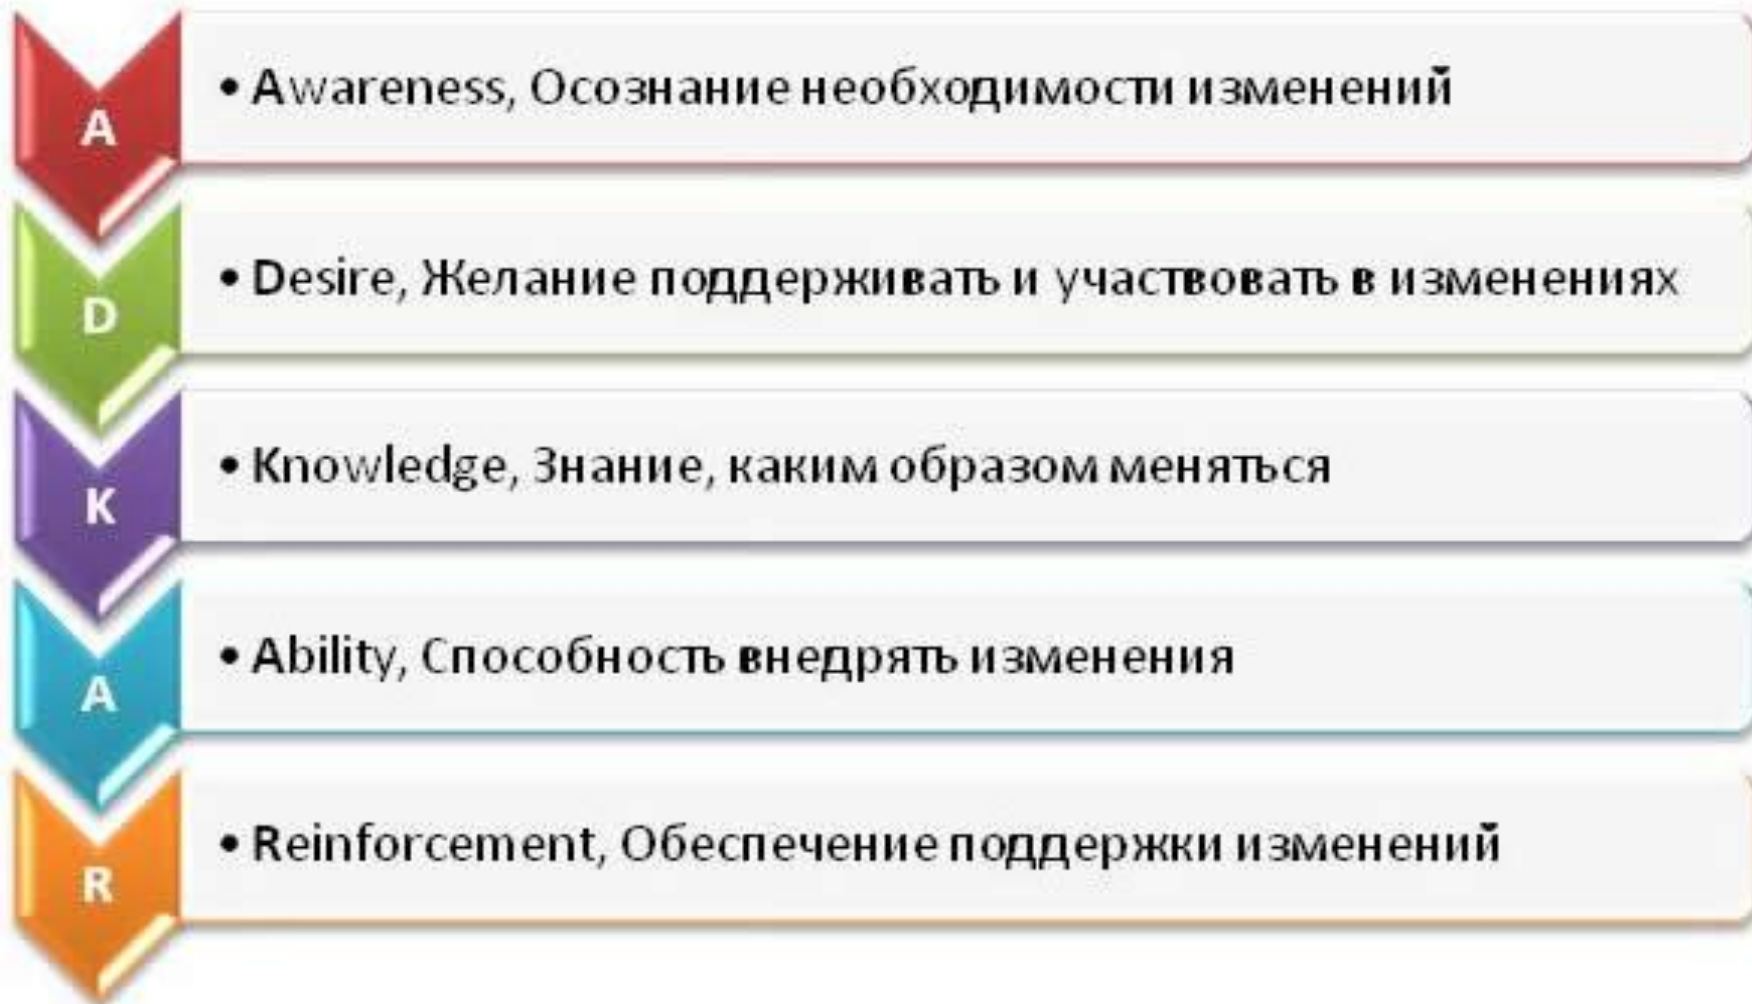 A
• Awareness, Осознание необходимости изменений
D
• Desire, Желание поддерживать и участвовать в изменениях
K
• Knowledge, Знание, каким образом меняться
A
• Ability, Способность внедрять изменения
R
• Reinforcement, Обеспечение поддержки изменений